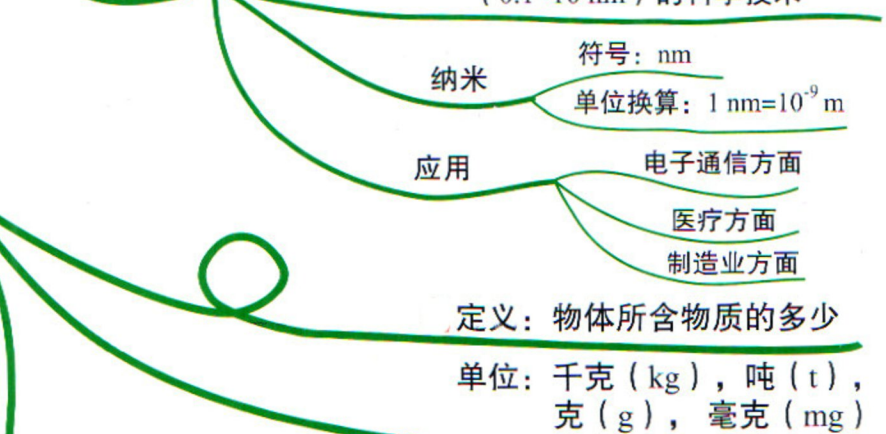 纳米
符号：nm
单位换算：1 nm=10⁻⁹ m
应用
电子通信方面
医疗方面
制造业方面
定义：物体所含物质的多少
单位：千克（kg），吨（t），
克（g），毫克（mg）